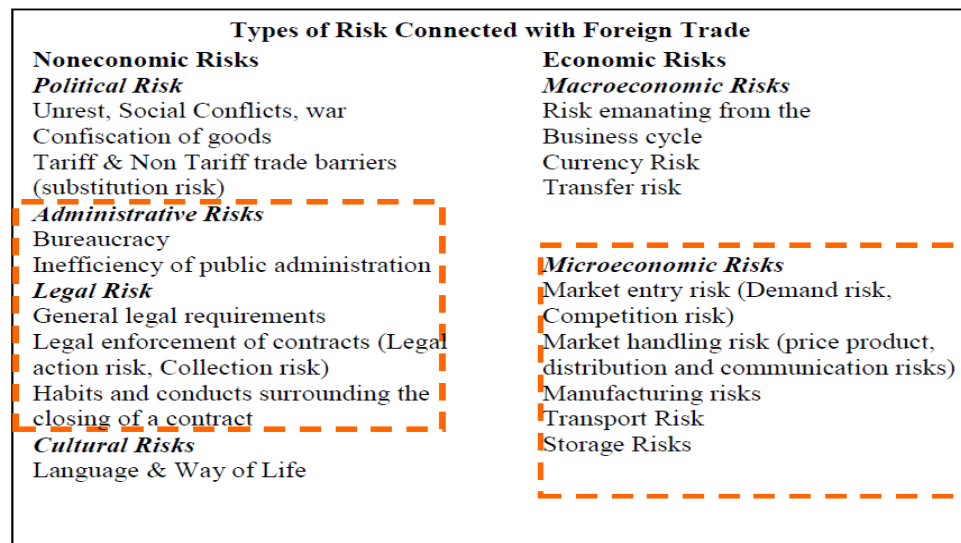 Types of Risk Connected with Foreign Trade
Noneconomic Risks
Political Risk
Unrest, Social Conflicts, war
Confiscation of goods
Tariff & Non Tariff trade barriers
(substitution risk)
Administrative Risks
Bureaucracy
Inefficiency of public administration
Legal Risk
General legal requirements
Legal enforcement of contracts (Legal
action risk, Collection risk)
Habits and conducts surrounding the
closing of a contract
Cultural Risks
Language & Way of Life
Economic Risks
Macroeconomic Risks
Risk emanating from the
Business cycle
Currency Risk
Transfer risk
Microeconomic Risks
Market entry risk (Demand risk,
Competition risk)
Market handling risk (price product,
distribution and communication risks)
Manufacturing risks
Transport Risk
Storage Risks